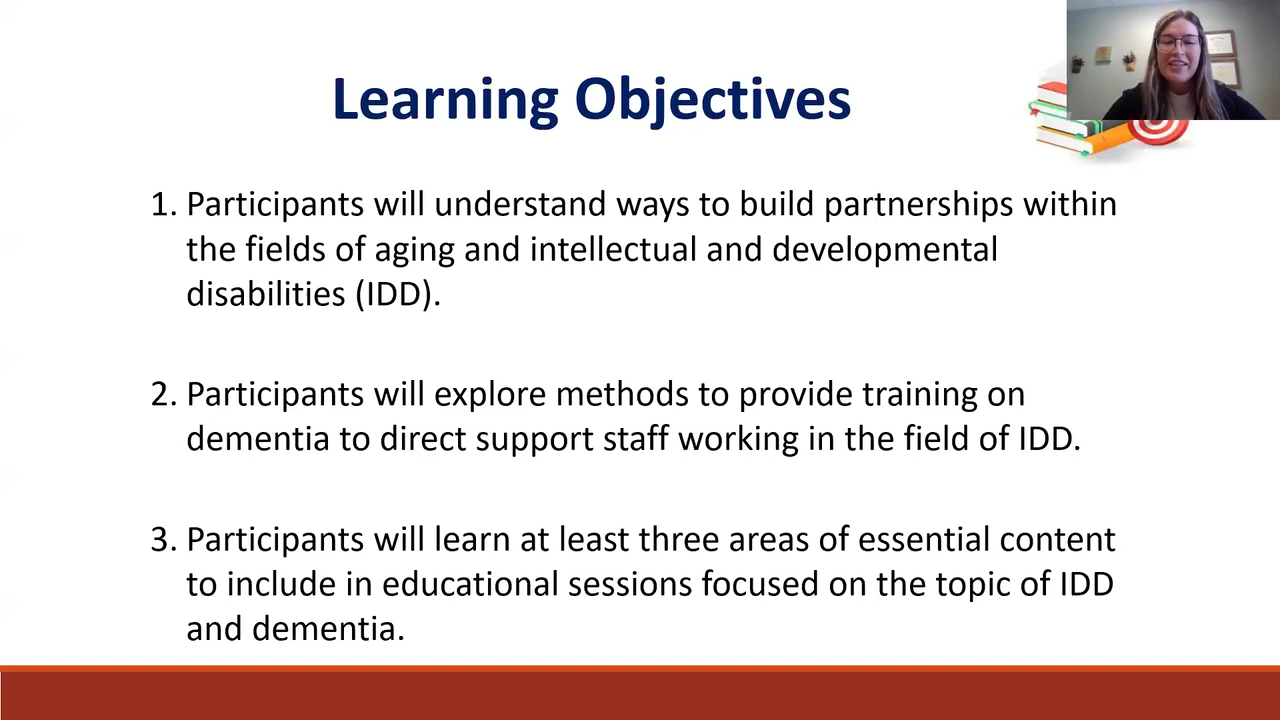 Learning Objectives
1. Participants will understand ways to build partnerships within
the fields of aging and intellectual and developmental
disabilities (IDD).
2. Participants will explore methods to provide training on
dementia to direct support staff working in the field of IDD.
3. Participants will learn at least three areas of essential content
to include in educational sessions focused on the topic of IDD
and dementia.